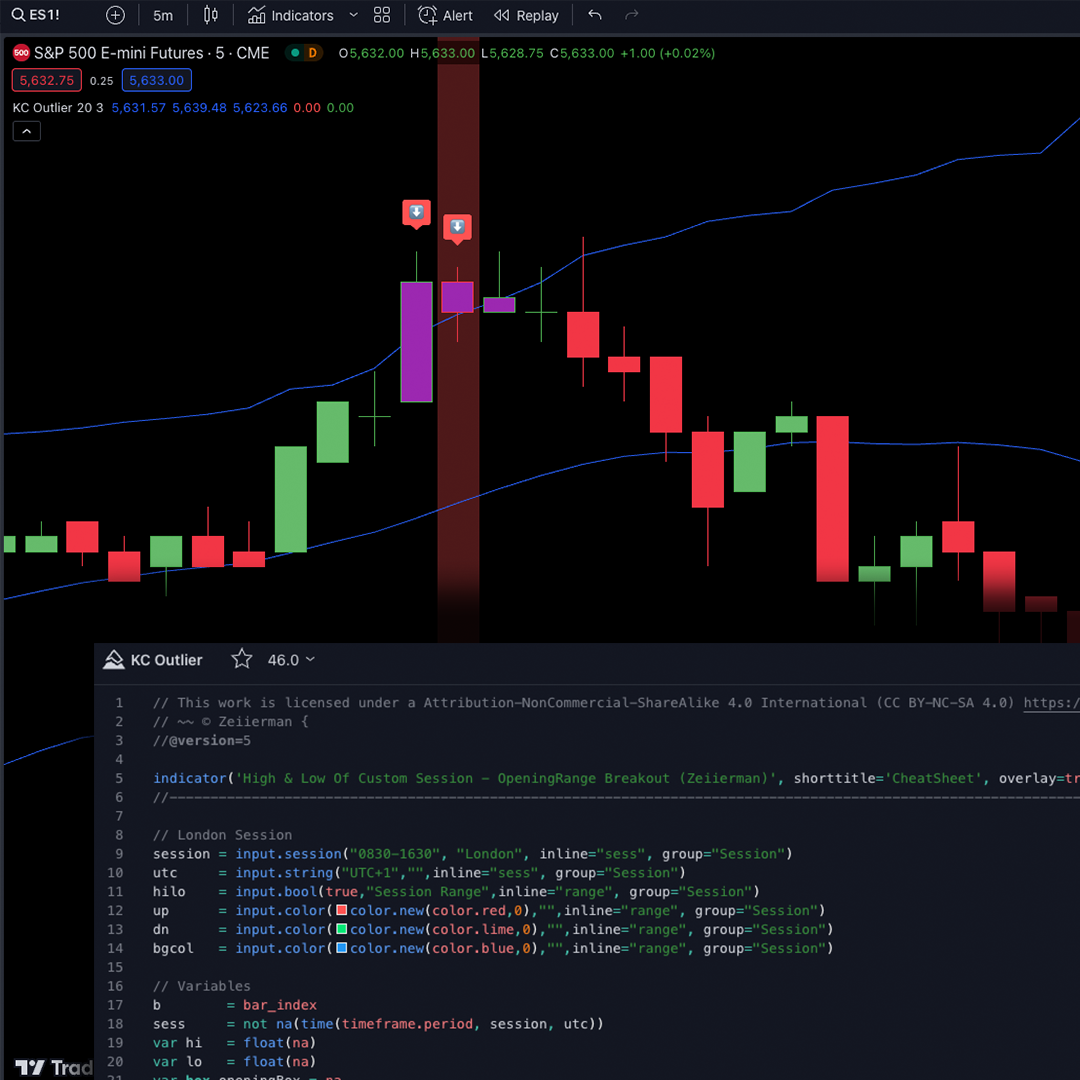 ES1! 5m Indicators Alert Replay
500 S&P 500 E-mini Futures · 5 · CME D O5,632.00 H5,633.00 L5,628.75 C5,633.00 +1.00 (+0.02%)
5,632.75 0.25 5,633.00
KC Outlier 20 3 5,631.57 5,639.48 5,623.66 0.00 0.00
KC Outlier 46.0
1 // This work is licensed under a Attribution-NonCommercial-ShareAlike 4.0 International (CC BY-NC-SA 4.0) https:/
2 // ~~ © Zeiierman {
3 //@version=5
4
5 indicator('High & Low Of Custom Session - OpeningRange Breakout (Zeiierman)', shorttitle='CheatSheet', overlay=tr
6 //------------------------------------------------------------
7
8 // London Session
9 session = input.session("0830-1630", "London", inline="sess", group="Session")
10 utc = input.string("UTC+1","",inline="sess", group="Session")
11 hilo = input.bool(true,"Session Range",inline="range", group="Session")
12 up = input.color(color.new(color.red,0),"",inline="range", group="Session")
13 dn = input.color(color.new(color.lime,0),"",inline="range", group="Session")
14 bgcol = input.color(color.new(color.blue,0),"",inline="range", group="Session")
15
16 // Variables
17 b = bar_index
18 sess = not na(time(timeframe.period, session, utc))
19 var hi = float(na)
20 var lo = float(na)
21 var box openingBox = na
Trad